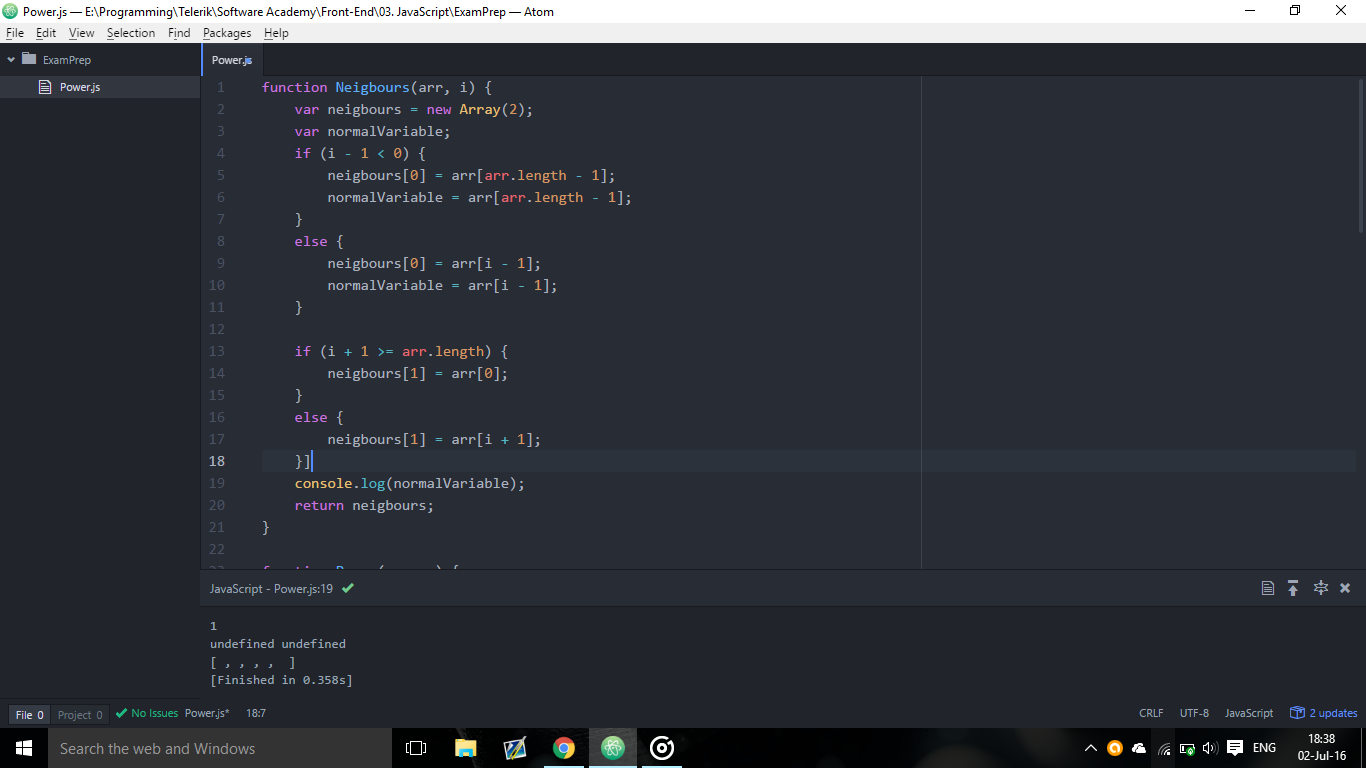 Power.js — E:\Programming\Telerik\Software Academy\Front-End\03. JavaScript\ExamPrep — Atom
File Edit View Selection Find Packages Help
ExamPrep
Power.js
Power.js
1 function Neigbours(arr, i) {
2 var neigbours = new Array(2);
3 var normalVariable;
4 if (i - 1 < 0) {
5 neigbours[0] = arr[arr.length - 1];
6 normalVariable = arr[arr.length - 1];
7 }
8 else {
9 neigbours[0] = arr[i - 1];
10 normalVariable = arr[i - 1];
11 }
12
13 if (i + 1 >= arr.length) {
14 neigbours[1] = arr[0];
15 }
16 else {
17 neigbours[1] = arr[i + 1];
18 }]
19 console.log(normalVariable);
20 return neigbours;
21 }
22
JavaScript - Power.js:19
1
undefined undefined
[ , , , , ]
[Finished in 0.358s]
File 0 Project 0 No Issues Power.js* 18:7 CRLF UTF-8 JavaScript 2 updates
Search the web and Windows
ENG
18:38
02-Jul-16